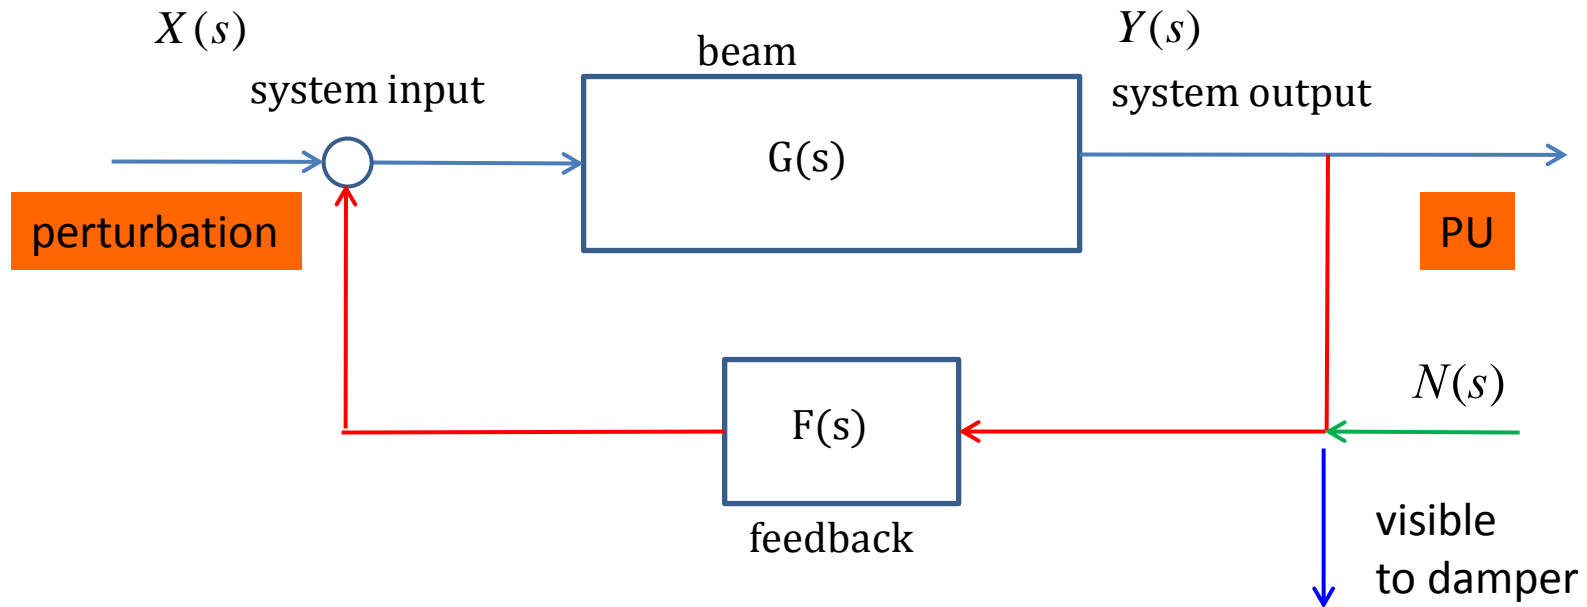 X(s)
Y(s)
beam
system input
system output
G(s)
perturbation
PU
N(s)
F(s)
feedback
visible
to damper